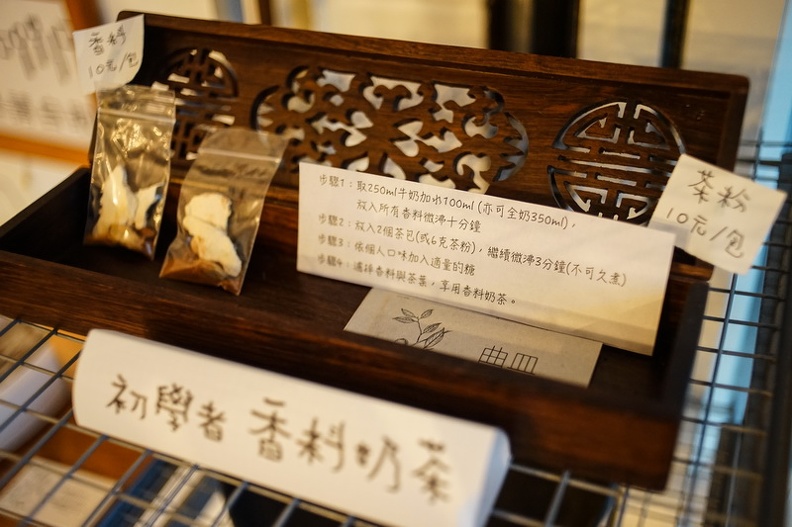 香料
10元/包
步驟1：取250ml牛奶加水100ml (亦可全奶350ml)，
放入所有香料微沸十分鐘
步驟2：放入2個茶包(或6克茶粉)，繼續微沸3分鐘(不可久煮)
步驟3：依個人口味加入適量的糖
步驟4：濾掉香料與茶葉，享用香料奶茶。
茶粉
10元/包
初學者 香料奶茶